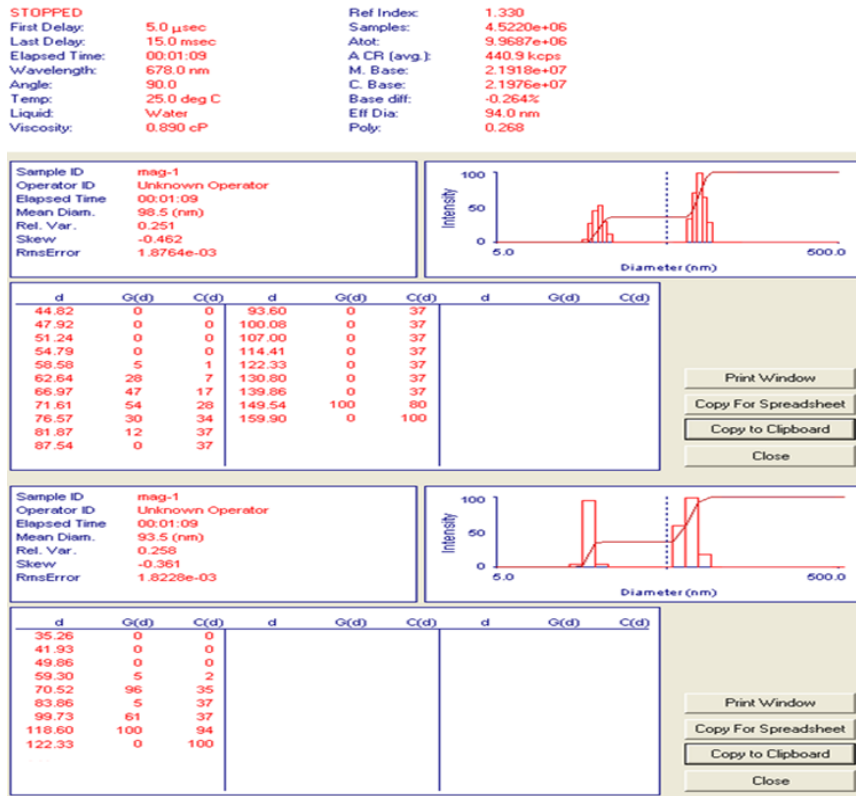 STOPPED Ref Index: 1.330
First Delay: 5.0 µsec Samples: 4.5220e+06
Last Delay: 15.0 msec Atot: 9.9687e+06
Elapsed Time: 00:01:09 A CR (avg.): 440.9 kcps
Wavelength: 678.0 nm M. Base: 2.1918e+07
Angle: 90.0 C. Base: 2.1976e+07
Temp: 25.0 deg C Base diff: -0.264%
Liquid: Water Eff Dia: 94.0 nm
Viscosity: 0.890 cP Poly: 0.268
Sample ID mag-1
Operator ID Unknown Operator
Elapsed Time 00:01:09
Mean Diam. 98.5 (nm)
Rel. Var. 0.251
Skew -0.462
RmsError 1.8764e-03
Intensity
100
50
0
5.0 500.0
Diameter (nm)
d G(d) C(d) d G(d) C(d) d G(d) C(d)
44.82 0 0 93.60 0 37
47.92 0 0 100.08 0 37
51.24 0 0 107.00 0 37
54.79 0 0 114.41 0 37
58.58 5 1 122.33 0 37
62.64 28 7 130.80 0 37
66.97 47 17 139.86 0 37
71.61 54 28 149.54 100 80
76.57 30 34 159.90 0 100
81.87 12 37
87.54 0 37
Print Window
Copy For Spreadsheet
Copy to Clipboard
Close
Sample ID mag-1
Operator ID Unknown Operator
Elapsed Time 00:01:09
Mean Diam. 93.5 (nm)
Rel. Var. 0.258
Skew -0.361
RmsError 1.8228e-03
Intensity
100
50
0
5.0 500.0
Diameter (nm)
d G(d) C(d) d G(d) C(d) d G(d) C(d)
35.26 0 0
41.93 0 0
49.86 0 0
59.30 5 2
70.52 96 35
83.86 5 37
99.73 61 37
118.60 100 94
122.33 0 100
Print Window
Copy For Spreadsheet
Copy to Clipboard
Close